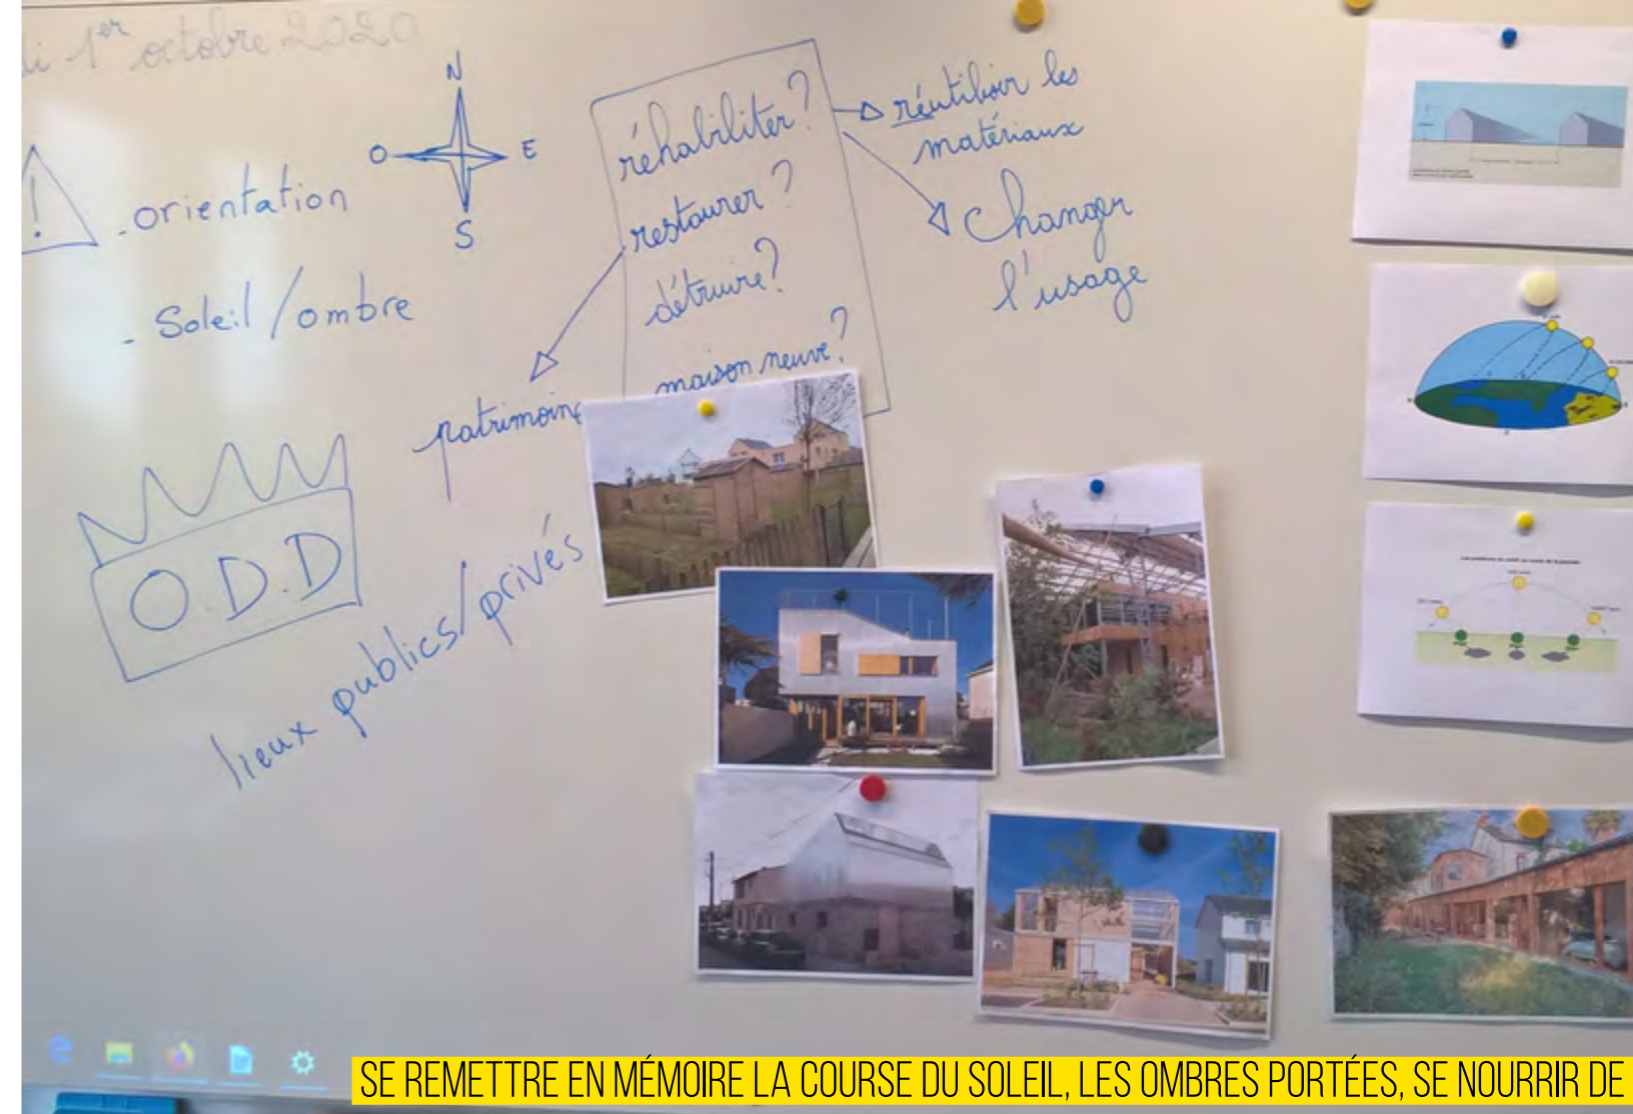 di 1er octobre 2020
N
O
E
S
- orientation
- Soleil / ombre
réhabiliter?
restaurer?
détruire?
maison neuve?
réutiliser les
matériaux
Changer
l'usage
patrimoine
O.D.D
lieux publics/privés
SE REMETTRE EN MÉMOIRE LA COURSE DU SOLEIL, LES OMBRES PORTÉES, SE NOURRIR DE